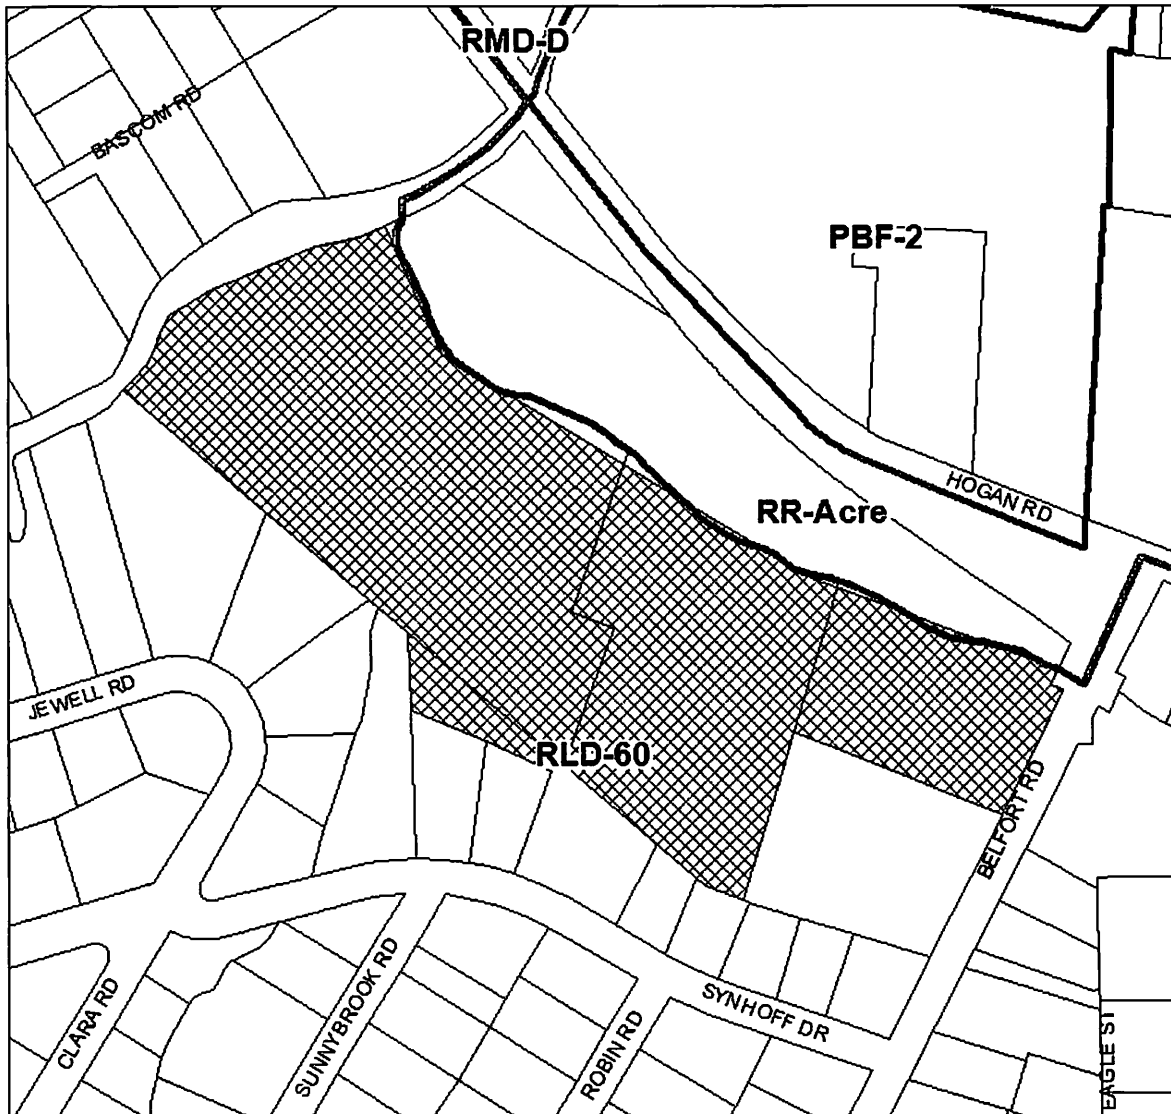 RMD-D
BASCOM RD
PBF-2
HOGAN RD
RR-Acre
JEWELL RD
RLD-60
BELFORT RD
SYNHOFF DR
SUNNYBROOK RD
CLARA RD
ROBIN RD
EAGLE ST